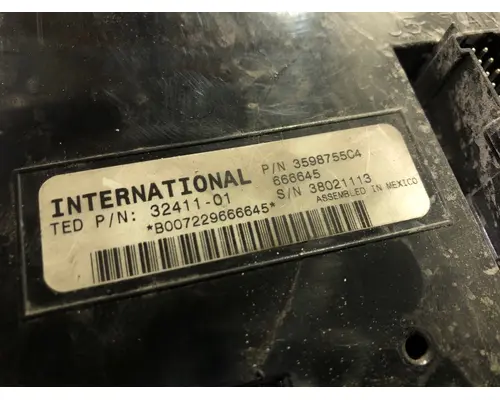 INTERNATIONAL P/N 3598755C4
666645
TED P/N: 32411-01 S/N 38021113
*B007229666645* ASSEMBLED IN MEXICO